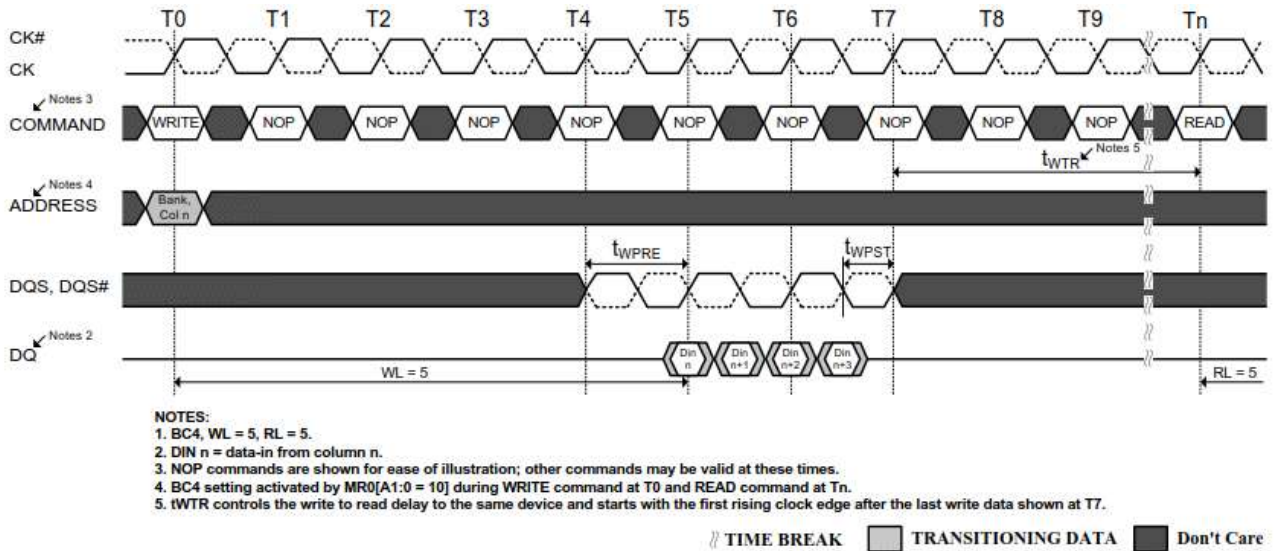 T0 T1 T2 T3 T4 T5 T6 T7 T8 T9 Tn
CK#
CK
Notes 3
COMMAND WRITE NOP NOP NOP NOP NOP NOP NOP NOP NOP READ
tWTR Notes 5
Notes 4
ADDRESS Bank,
Col n
tWPRE tWPST
DQS, DQS#
Notes 2
DQ Din Din Din Din
n n+1 n+2 n+3
WL = 5 RL = 5
NOTES:
1. BC4, WL = 5, RL = 5.
2. DIN n = data-in from column n.
3. NOP commands are shown for ease of illustration; other commands may be valid at these times.
4. BC4 setting activated by MR0[A1:0 = 10] during WRITE command at T0 and READ command at Tn.
5. tWTR controls the write to read delay to the same device and starts with the first rising clock edge after the last write data shown at T7.
TIME BREAK TRANSITIONING DATA Don't Care